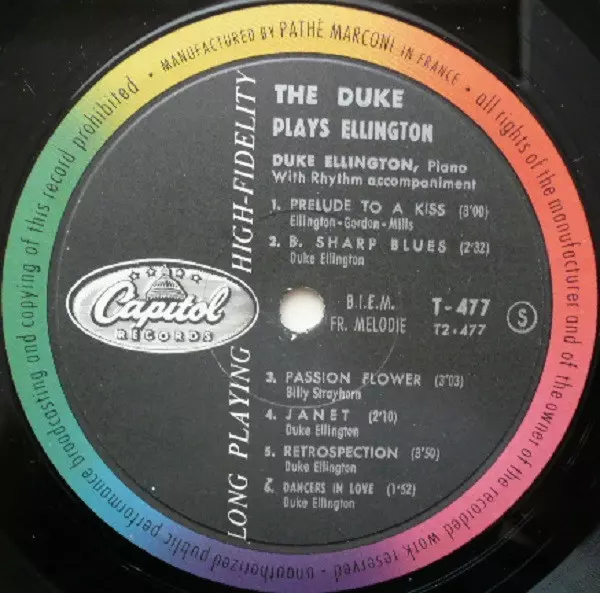 • MANUFACTURED BY PATHÉ MARCONI IN FRANCE •
all rights of the manufacturer and of the owner of the recorded work reserved - unauthorized public performance broadcasting and copying of this record prohibited
LONG PLAYING HIGH-FIDELITY
THE DUKE
PLAYS ELLINGTON
DUKE ELLINGTON, Piano
With Rhythm accompaniment
1. PRELUDE TO A KISS (3'00)
Ellington-Gordon-Mills
2. B. SHARP BLUES (2'32)
Duke Ellington
Capitol
RECORDS
B.I.E.M.
FR. MELODIE
T-477
T2-477
S
3. PASSION FLOWER (3'03)
Billy Strayhorn
4. JANET (2'10)
Duke Ellington
5. RETROSPECTION (3'50)
Duke Ellington
6. DANCERS IN LOVE (1'52)
Duke Ellington